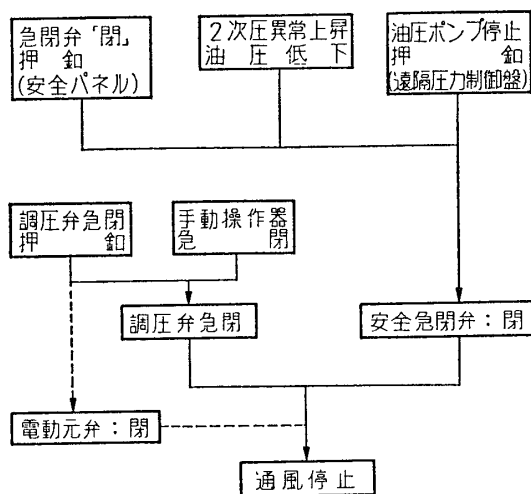 急閉弁「閉」
押釦
(安全パネル)
2次圧異常上昇
油圧低下
油圧ポンプ停止
押釦
(遠隔圧力制御盤)
調圧弁急閉
押釦
手動操作器
急閉
調圧弁急閉
安全急閉弁:閉
電動元弁:閉
通風停止